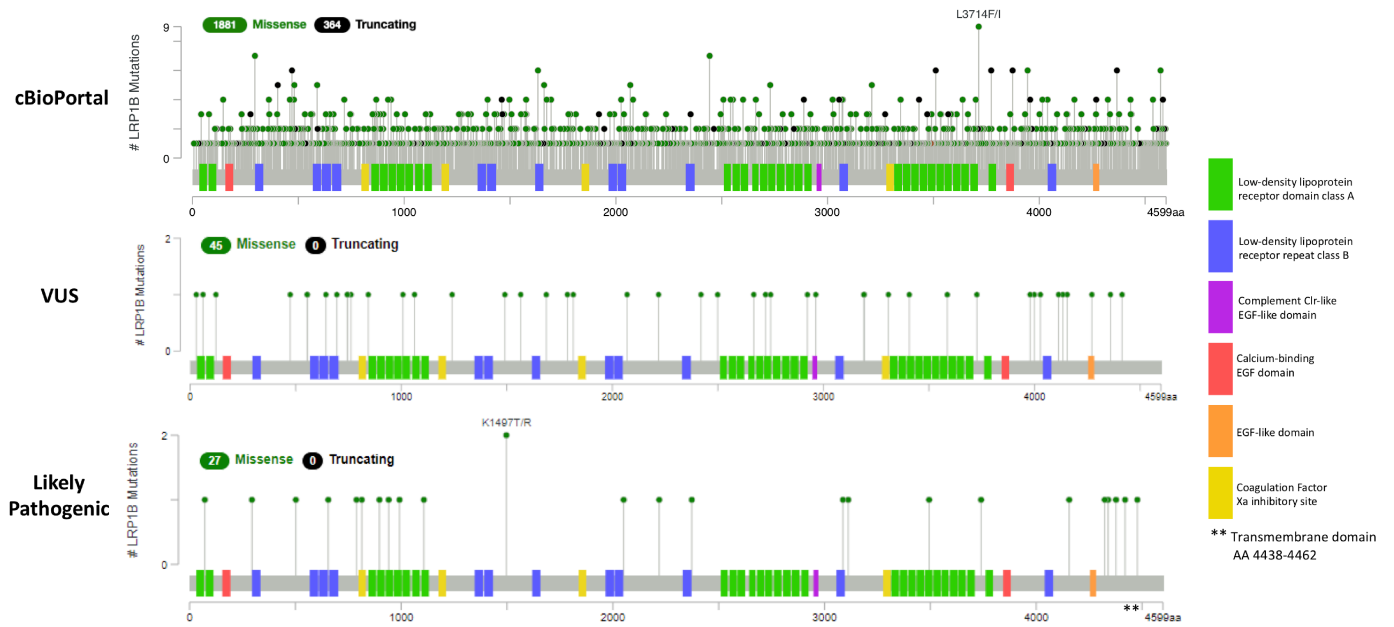 L3714F/I
9
1881 Missense 364 Truncating
# LRP1B Mutations
cBioPortal
0
0 1000 2000 3000 4000 4599aa
2
45 Missense 0 Truncating
# LRP1B Mutations
VUS
0
0 1000 2000 3000 4000 4599aa
K1497T/R
2
27 Missense 0 Truncating
# LRP1B Mutations
Likely
Pathogenic
0
0 1000 2000 3000 4000 4599aa
**
Low-density lipoprotein
receptor domain class A
Low-density lipoprotein
receptor repeat class B
Complement Clr-like
EGF-like domain
Calcium-binding
EGF domain
EGF-like domain
Coagulation Factor
Xa inhibitory site
** Transmembrane domain
AA 4438-4462